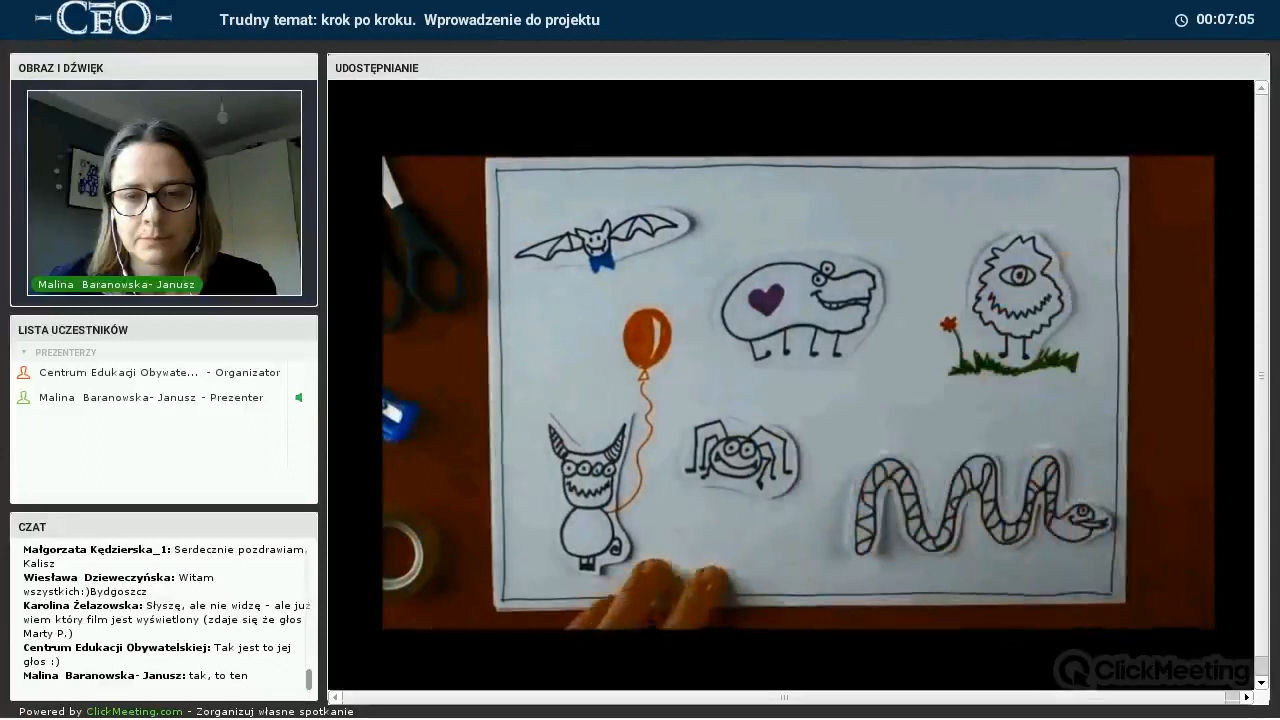 CEO
Trudny temat: krok po kroku. Wprowadzenie do projektu
00:07:05
OBRAZ I DŹWIĘK
Malina Baranowska-Janusz
LISTA UCZESTNIKÓW
PREZENTERZY
Centrum Edukacji Obywate... - Organizator
Malina Baranowska-Janusz - Prezenter
CZAT
Małgorzata Kędzierska_1: Serdecznie pozdrawiam,
Kalisz
Wiesława Dzieweczyńska: Witam
wszystkich:)Bydgoszcz
Karolina Żelazowska: Słyszę, ale nie widzę - ale już
wiem który film jest wyświetlony (zdaje się że głos
Marty P.)
Centrum Edukacji Obywatelskiej: Tak jest to jej
głos :)
Malina Baranowska-Janusz: tak, to ten
UDOSTĘPNIANIE
ClickMeeting
Powered by ClickMeeting.com - Zorganizuj własne spotkanie